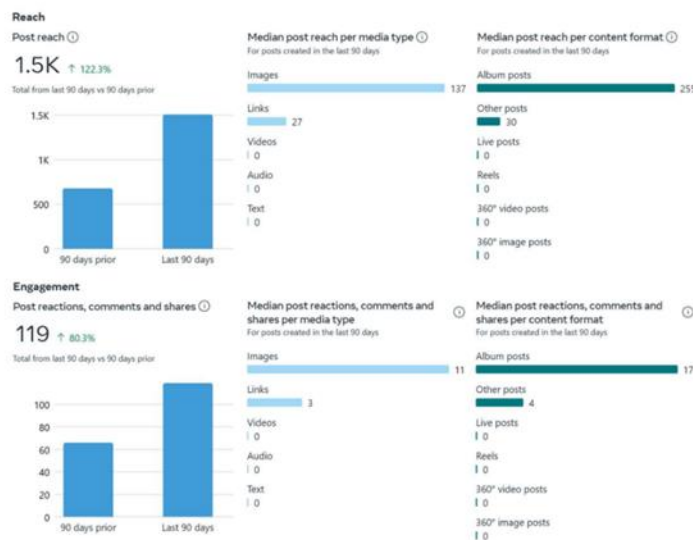 Reach
Post reach
1.5K ↑ 122.3%
Total from last 90 days vs 90 days prior
1.5K
1K
500
0
90 days prior
Last 90 days
Median post reach per media type
For posts created in the last 90 days
Images
137
Links
27
Videos
0
Audio
0
Text
0
Median post reach per content format
For posts created in the last 90 days
Album posts
255
Other posts
30
Live posts
0
Reels
0
360° video posts
0
360° image posts
0
Engagement
Post reactions, comments and shares
119 ↑ 80.3%
Total from last 90 days vs 90 days prior
100
80
60
40
20
0
90 days prior
Last 90 days
Median post reactions, comments and
shares per media type
For posts created in the last 90 days
Images
11
Links
3
Videos
0
Audio
0
Text
0
Median post reactions, comments and
shares per content format
For posts created in the last 90 days
Album posts
17
Other posts
4
Live posts
0
Reels
0
360° video posts
0
360° image posts
0